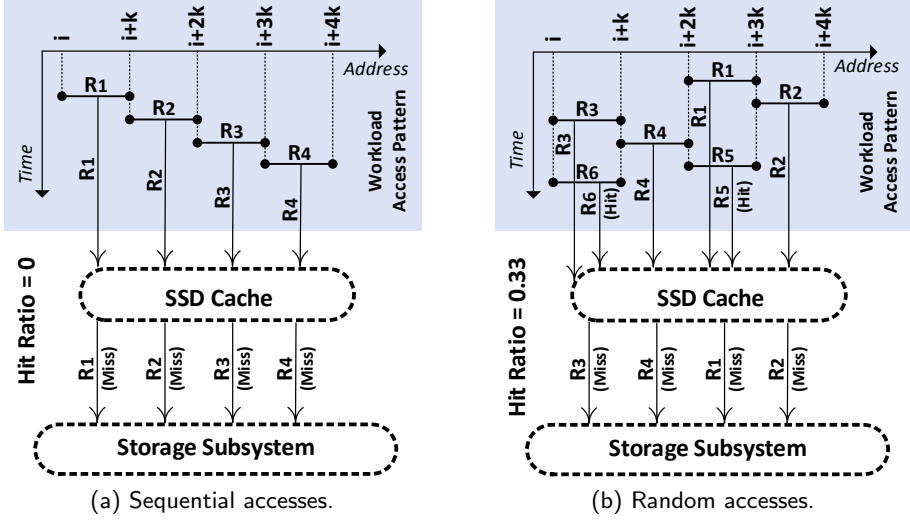 i
i+k
i+2k
i+3k
i+4k
Address
Time
R1
R2
R3
R4
R1
R2
R3
R4
Workload
Access Pattern
Hit Ratio = 0
SSD Cache
R1
(Miss)
R2
(Miss)
R3
(Miss)
R4
(Miss)
Storage Subsystem
(a) Sequential accesses.
i
i+k
i+2k
i+3k
i+4k
Address
Time
R1
R2
R3
R4
R5
R6
R3
R6
(Hit)
R4
R1
R5
(Hit)
R2
Workload
Access Pattern
Hit Ratio = 0.33
SSD Cache
R3
(Miss)
R4
(Miss)
R1
(Miss)
R2
(Miss)
Storage Subsystem
(b) Random accesses.